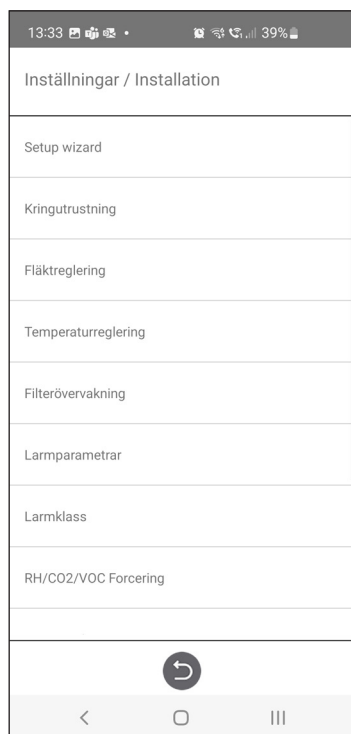 13:33 39%
Inställningar / Installation
Setup wizard
Kringutrustning
Fläktreglering
Temperaturreglering
Filterövervakning
Larmparametrar
Larmklass
RH/CO2/VOC Forcering